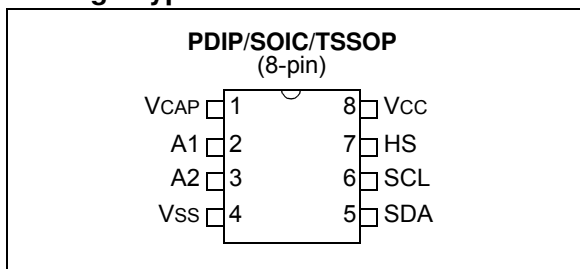 PDIP/SOIC/TSSOP
(8-pin)
VCAP 1 8 VCC
A1 2 7 HS
A2 3 6 SCL
VSS 4 5 SDA